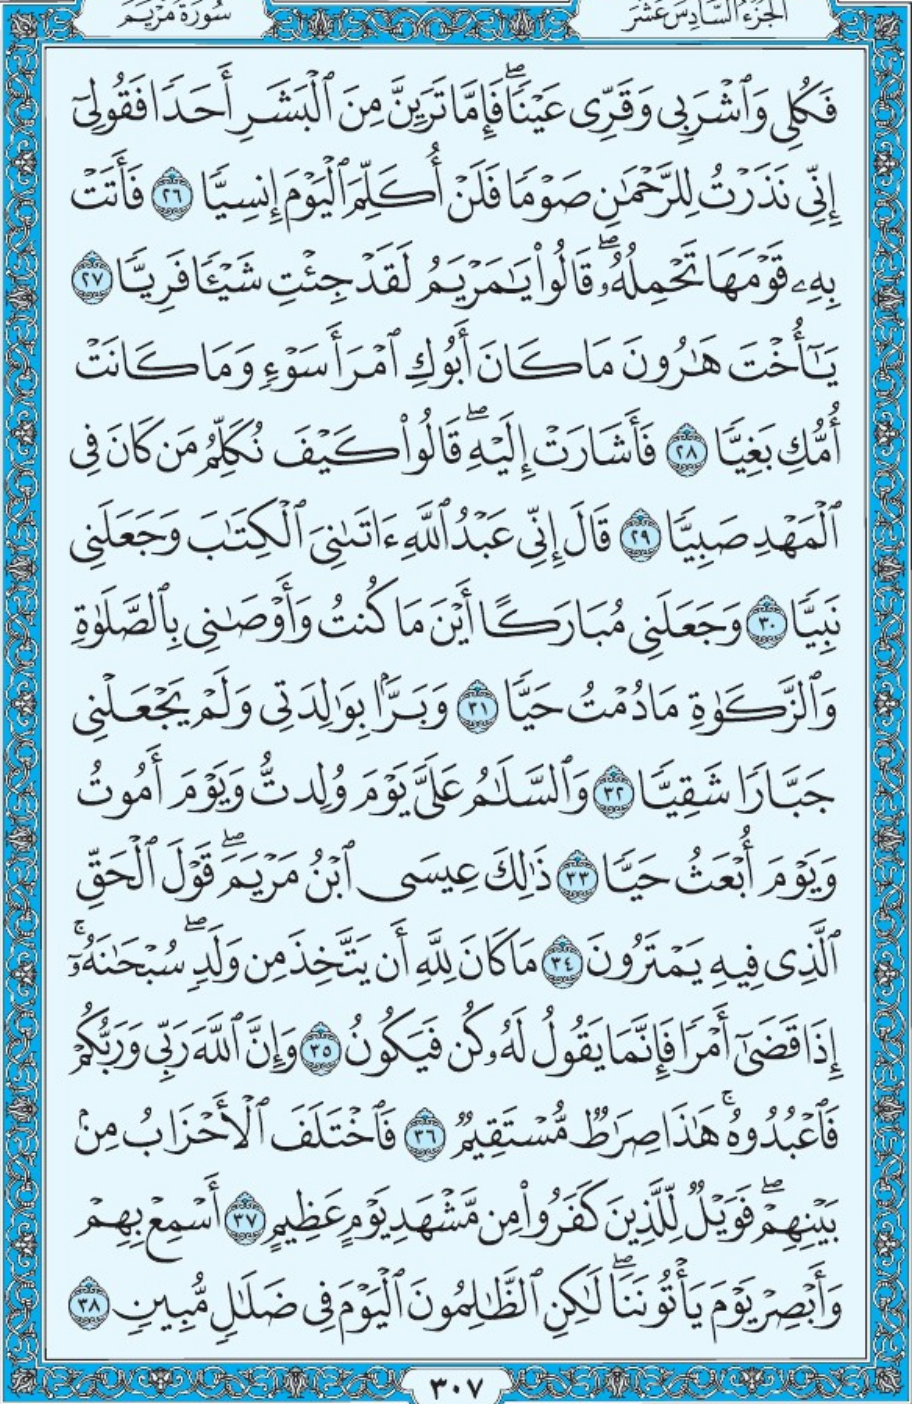 الجزء السادس عشر
سورة مريم
فَكُلِى وَٱشْرَبِى وَقَرِّى عَيْنًاۖ فَإِمَّا تَرَيِنَّ مِنَ ٱلْبَشَرِ أَحَدًا فَقُولِىٓ
إِنِّى نَذَرْتُ لِلرَّحْمَٰنِ صَوْمًا فَلَنْ أُكَلِّمَ ٱلْيَوْمَ إِنسِيًّا ٢٦ فَأَتَتْ
بِهِۦ قَوْمَهَا تَحْمِلُهُۥۖ قَالُوا۟ يَٰمَرْيَمُ لَقَدْ جِئْتِ شَيْـًٔا فَرِيًّا ٢٧
يَٰٓأُخْتَ هَٰرُونَ مَا كَانَ أَبُوكِ ٱمْرَأَ سَوْءٍ وَمَا كَانَتْ
أُمُّكِ بَغِيًّا ٢٨ فَأَشَارَتْ إِلَيْهِۖ قَالُوا۟ كَيْفَ نُكَلِّمُ مَن كَانَ فِى
ٱلْمَهْدِ صَبِيًّا ٢٩ قَالَ إِنِّى عَبْدُ ٱللَّهِ ءَاتَىٰنِىَ ٱلْكِتَٰبَ وَجَعَلَنِى
نَبِيًّا ٣٠ وَجَعَلَنِى مُبَارَكًا أَيْنَ مَا كُنتُ وَأَوْصَٰنِى بِٱلصَّلَوٰةِ
وَٱلزَّكَوٰةِ مَا دُمْتُ حَيًّا ٣١ وَبَرًّۢا بِوَٰلِدَتِى وَلَمْ يَجْعَلْنِى
جَبَّارًا شَقِيًّا ٣٢ وَٱلسَّلَٰمُ عَلَىَّ يَوْمَ وُلِدتُّ وَيَوْمَ أَمُوتُ
وَيَوْمَ أُبْعَثُ حَيًّا ٣٣ ذَٰلِكَ عِيسَى ٱبْنُ مَرْيَمَۖ قَوْلَ ٱلْحَقِّ
ٱلَّذِى فِيهِ يَمْتَرُونَ ٣٤ مَا كَانَ لِلَّهِ أَن يَتَّخِذَ مِن وَلَدٍۖ سُبْحَٰنَهُۥٓۚ
إِذَا قَضَىٰٓ أَمْرًا فَإِنَّمَا يَقُولُ لَهُۥ كُن فَيَكُونُ ٣٥ وَإِنَّ ٱللَّهَ رَبِّى وَرَبُّكُمْ
فَٱعْبُدُوهُۚ هَٰذَا صِرَٰطٌ مُّسْتَقِيمٌ ٣٦ فَٱخْتَلَفَ ٱلْأَحْزَابُ مِنۢ
بَيْنِهِمْۖ فَوَيْلٌ لِّلَّذِينَ كَفَرُوا۟ مِن مَّشْهَدِ يَوْمٍ عَظِيمٍ ٣٧ أَسْمِعْ بِهِمْ
وَأَبْصِرْ يَوْمَ يَأْتُونَنَاۖ لَٰكِنِ ٱلظَّٰلِمُونَ ٱلْيَوْمَ فِى ضَلَٰلٍ مُّبِينٍ ٣٨
٣٠٧